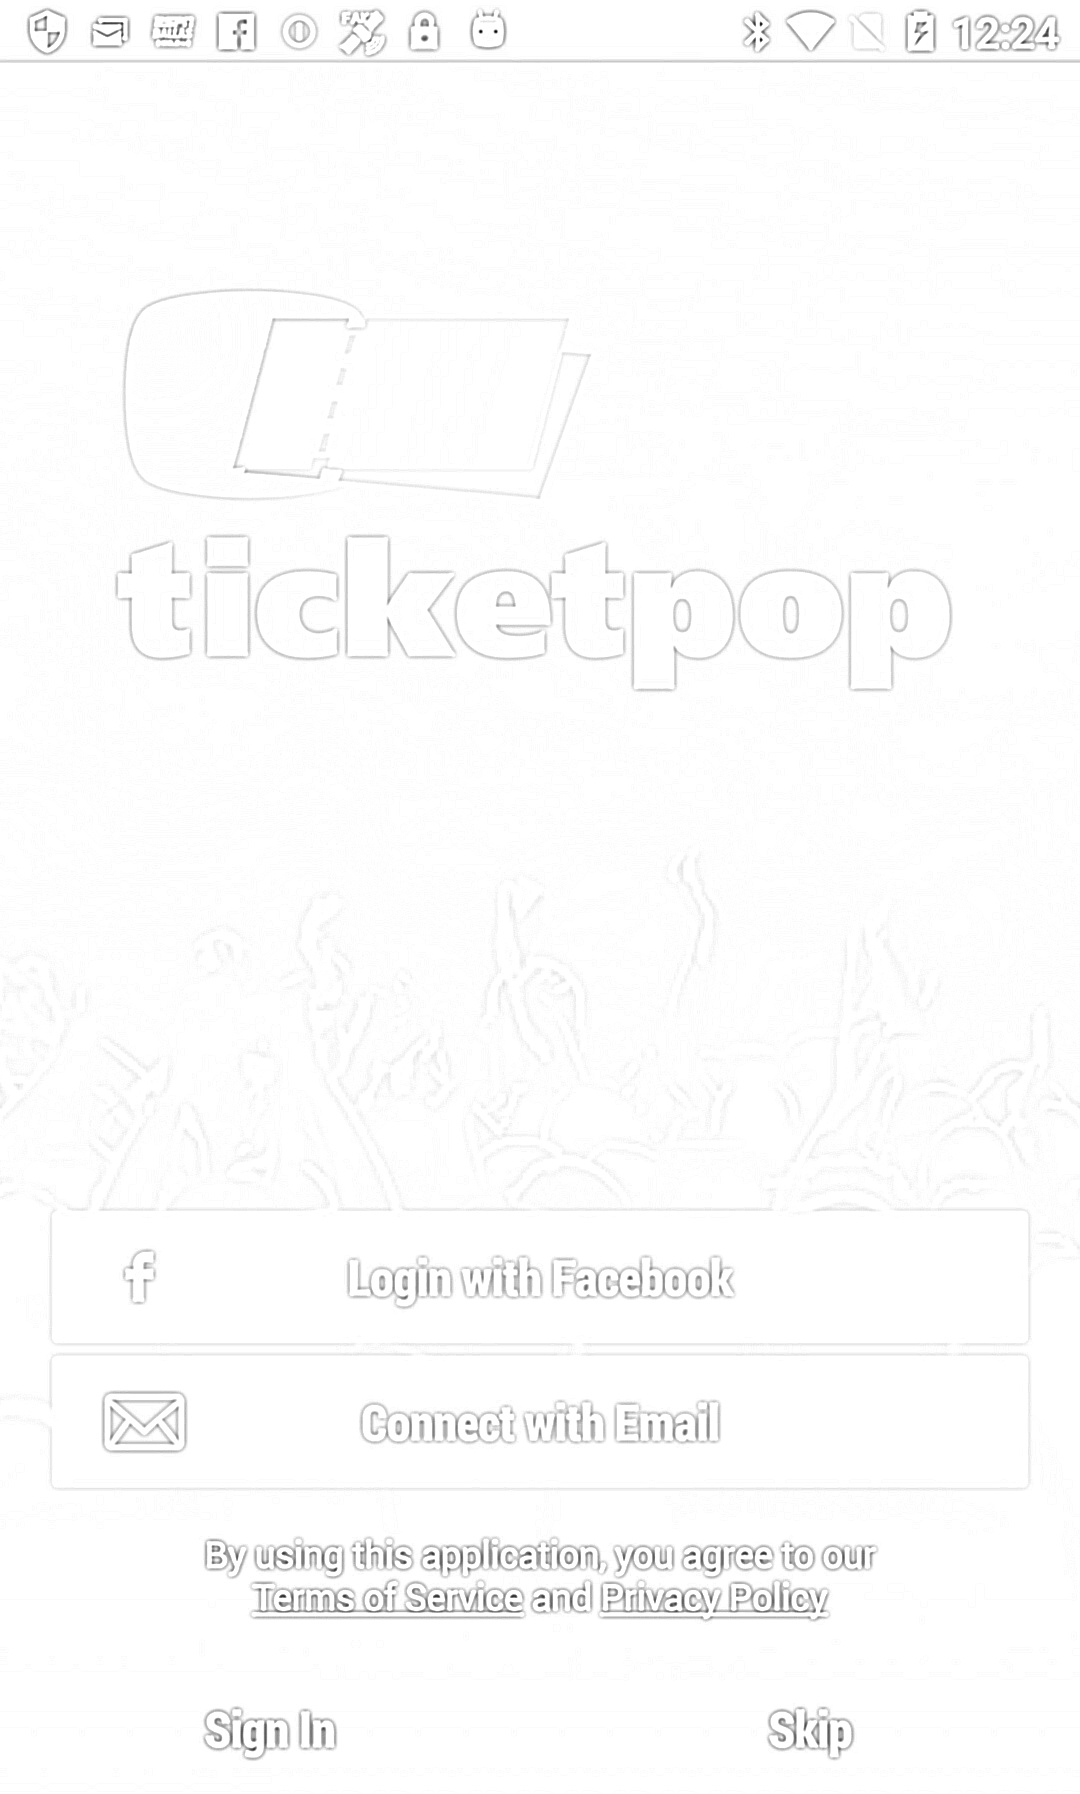 12:24
ticketpop
Login with Facebook
Connect with Email
By using this application, you agree to our
Terms of Service and Privacy Policy
Sign In
Skip